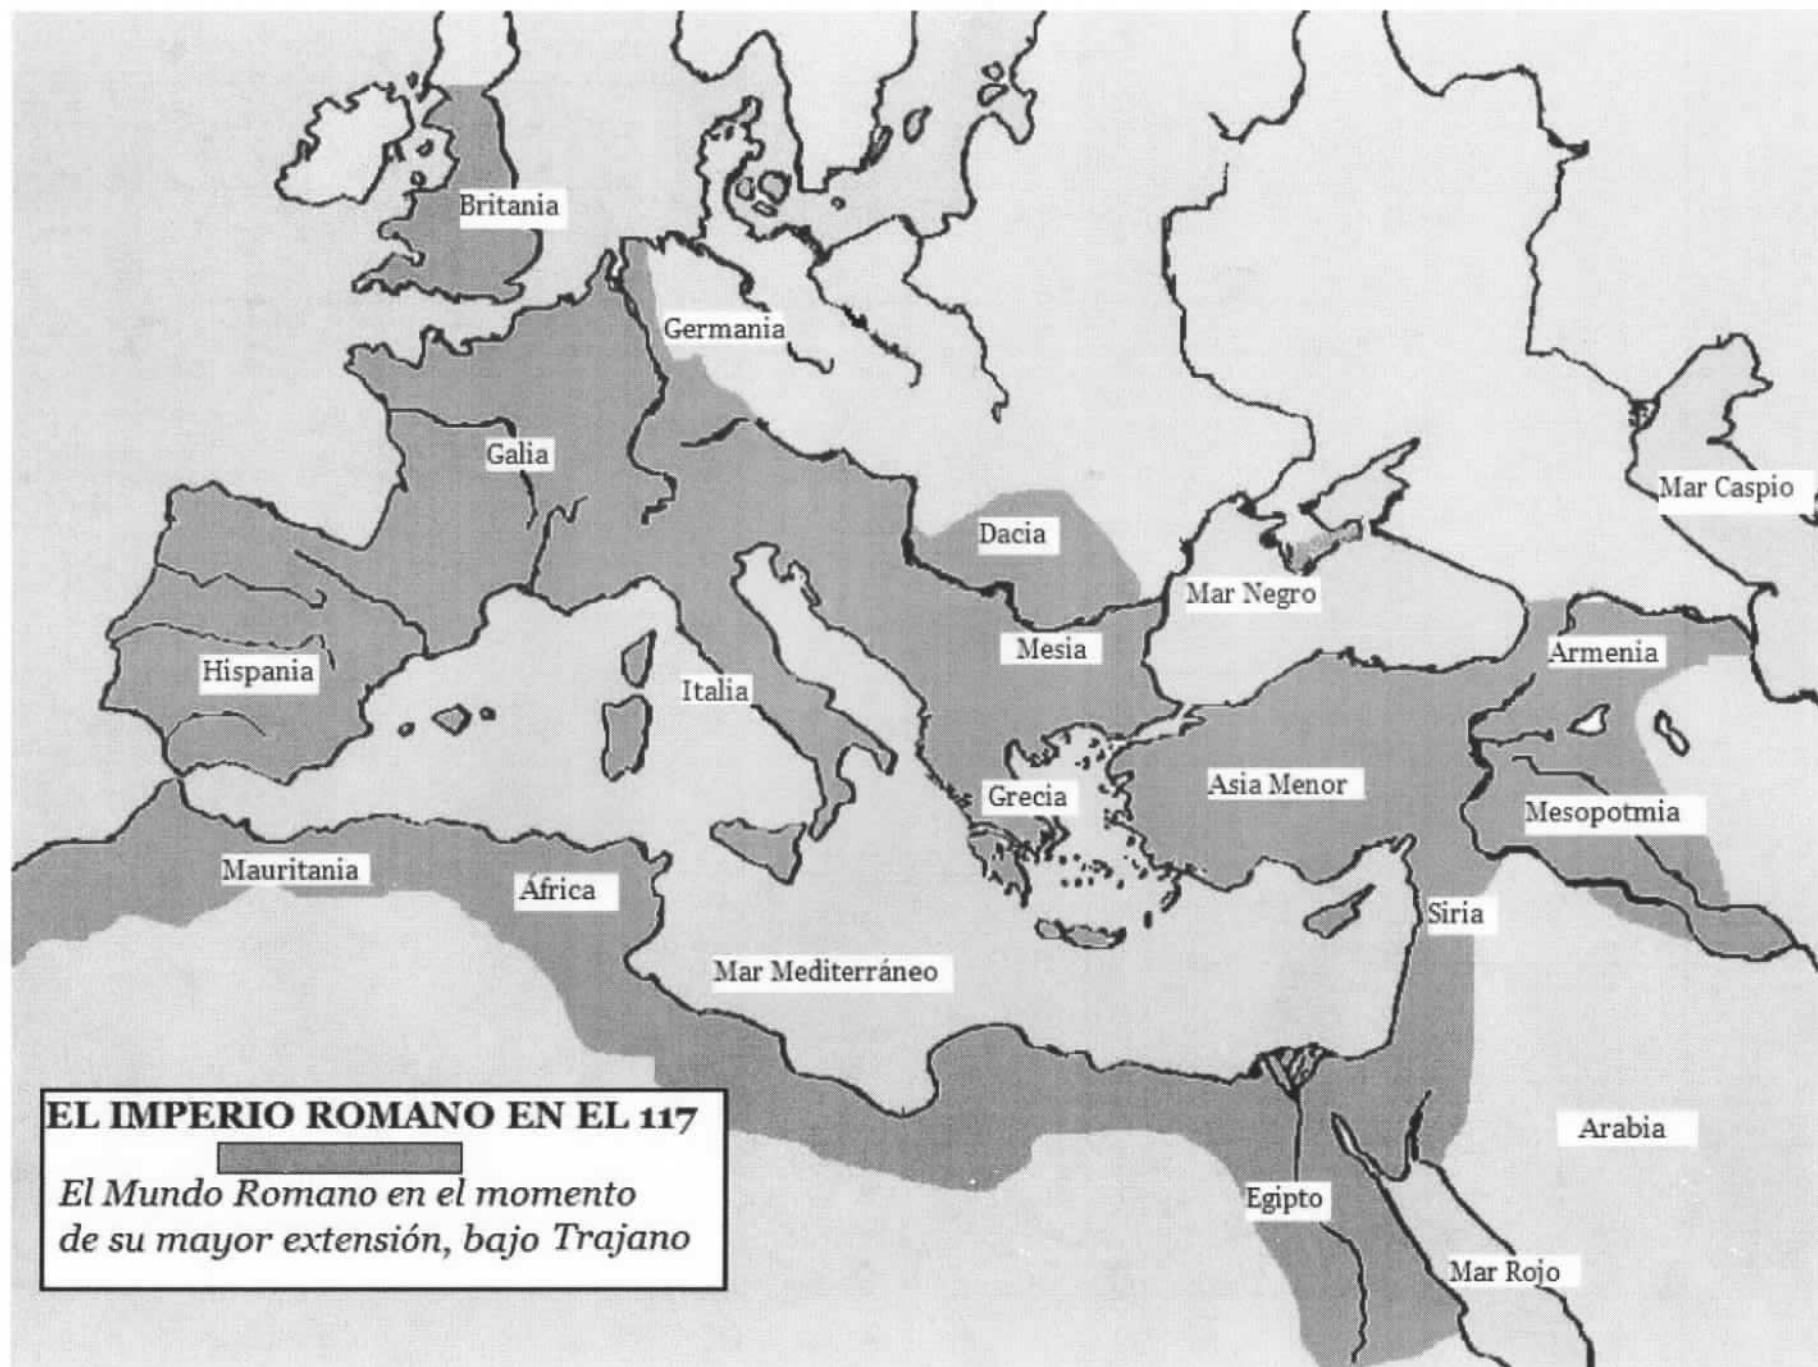 Britania
Germania
Galia
Mar Caspio
Dacia
Mar Negro
Mesia
Armenia
Hispania
Italia
Asia Menor
Grecia
Mesopotmia
Mauritania
África
Siria
Mar Mediterráneo
EL IMPERIO ROMANO EN EL 117
El Mundo Romano en el momento
de su mayor extensión, bajo Trajano
Arabia
Egipto
Mar Rojo